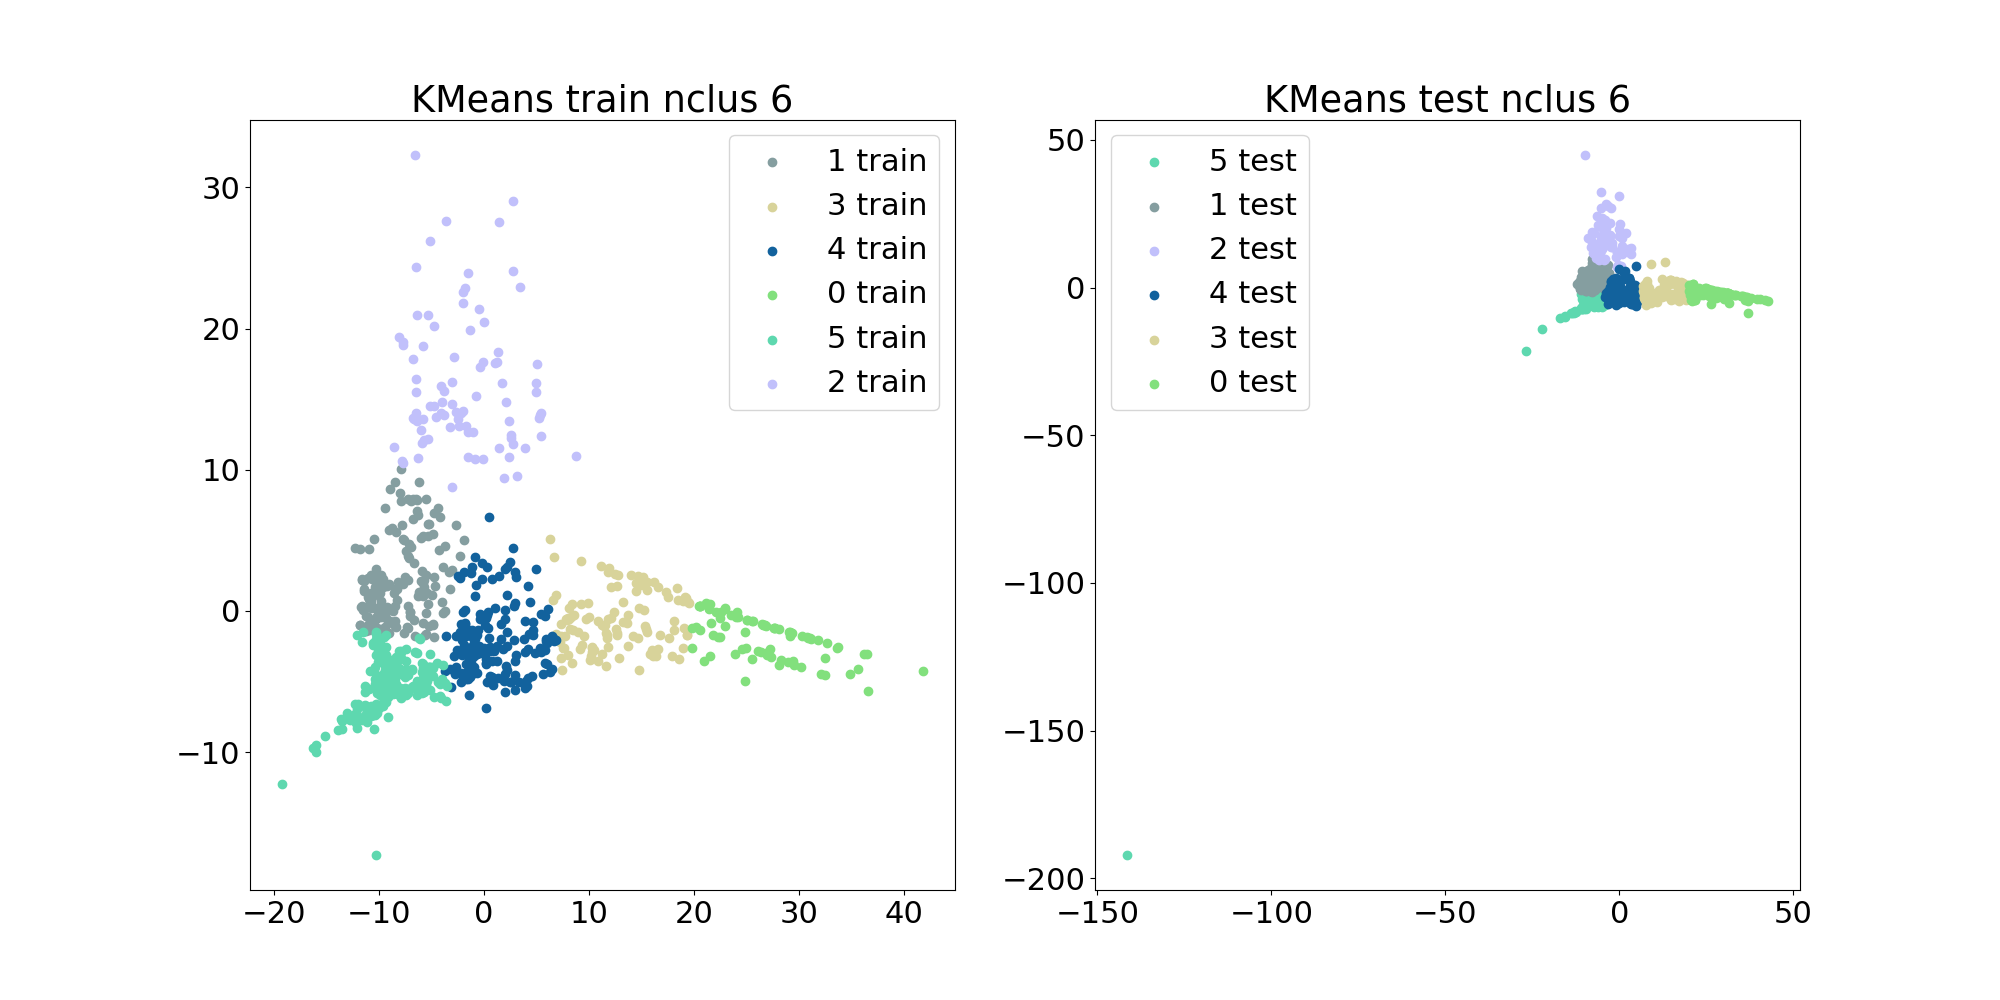 KMeans train nclus 6
1 train
3 train
4 train
0 train
5 train
2 train
30
20
10
0
−10
−20
−10
0
10
20
30
40
KMeans test nclus 6
5 test
1 test
2 test
4 test
3 test
0 test
50
0
−50
−100
−150
−200
−150
−100
−50
0
50